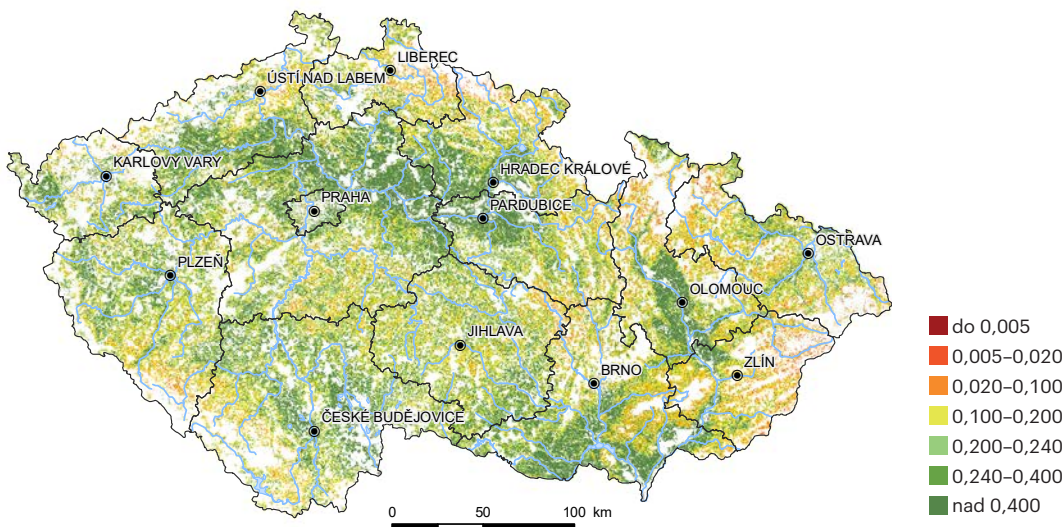 LIBEREC
ÚSTÍ NAD LABEM
KARLOVY VARY
HRADEC KRÁLOVÉ
PRAHA
PARDUBICE
PLZEŇ
OSTRAVA
OLOMOUC
JIHLAVA
ZLÍN
BRNO
ČESKÉ BUDĚJOVICE
do 0,005
0,005–0,020
0,020–0,100
0,100–0,200
0,200–0,240
0,240–0,400
nad 0,400
0 50 100 km